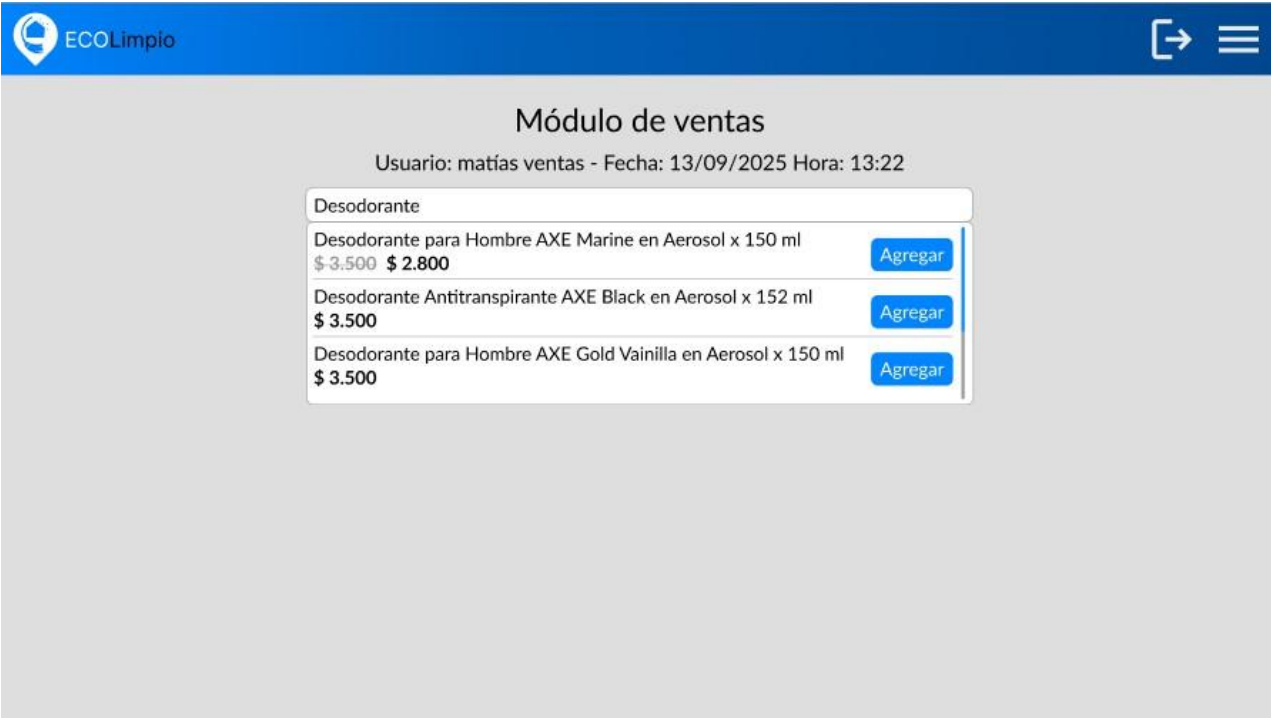 ECOLimpio
Módulo de ventas
Usuario: matías ventas - Fecha: 13/09/2025 Hora: 13:22
Desodorante
Desodorante para Hombre AXE Marine en Aerosol x 150 ml
$ 3.500 $ 2.800
Agregar
Desodorante Antitranspirante AXE Black en Aerosol x 152 ml
$ 3.500
Agregar
Desodorante para Hombre AXE Gold Vainilla en Aerosol x 150 ml
$ 3.500
Agregar